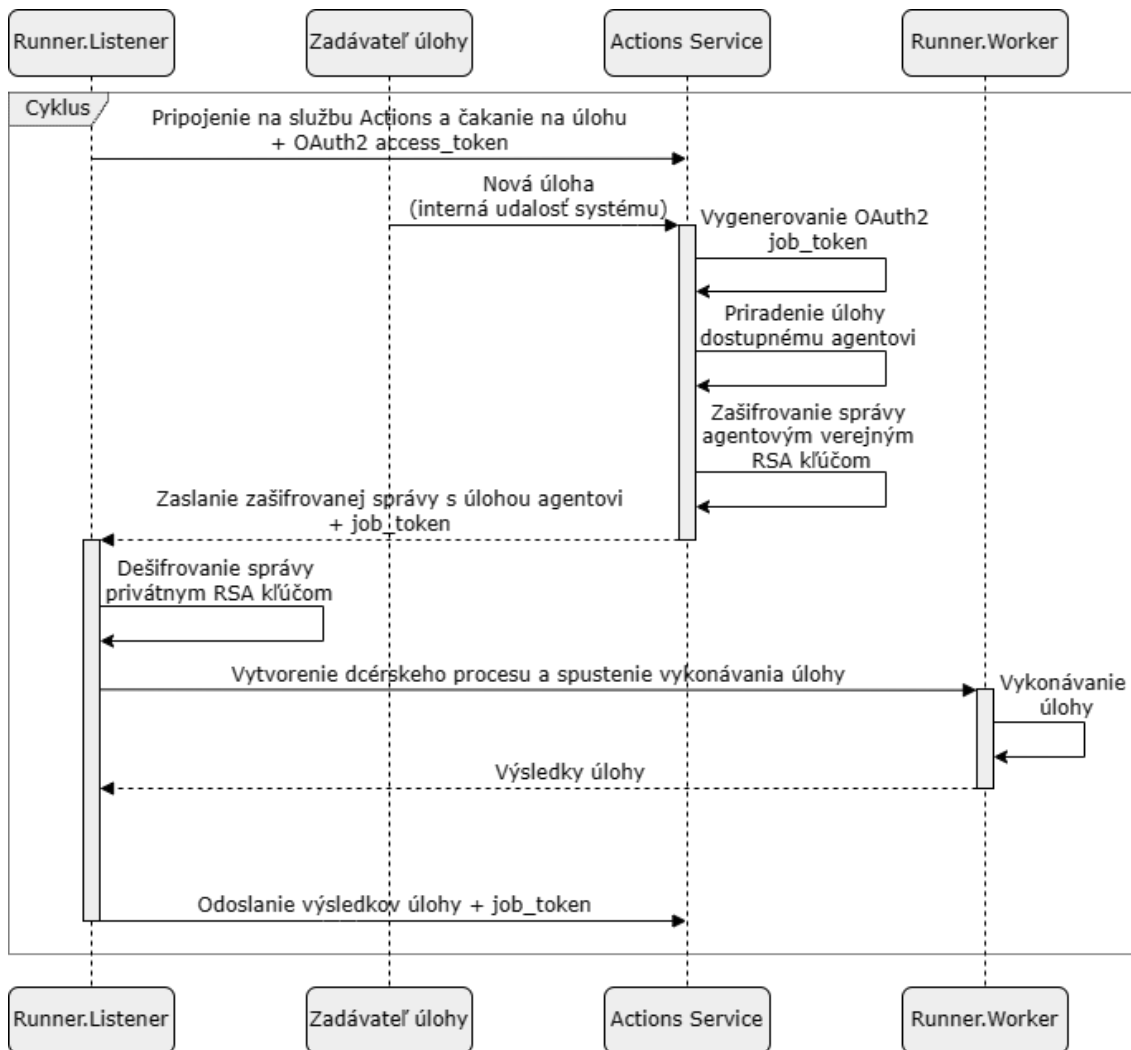 Runner.Listener
Zadávateľ úlohy
Actions Service
Runner.Worker
Cyklus
Pripojenie na službu Actions a čakanie na úlohu
+ OAuth2 access_token
Nová úloha
(interná udalosť systému)
Vygenerovanie OAuth2
job_token
Priradenie úlohy
dostupnému agentovi
Zašifrovanie správy
agentovým verejným
RSA kľúčom
Zaslanie zašifrovanej správy s úlohou agentovi
+ job_token
Dešifrovanie správy
privátnym RSA kľúčom
Vytvorenie dcérskeho procesu a spustenie vykonávania úlohy
Vykonávanie
úlohy
Výsledky úlohy
Odoslanie výsledkov úlohy + job_token
Runner.Listener
Zadávateľ úlohy
Actions Service
Runner.Worker